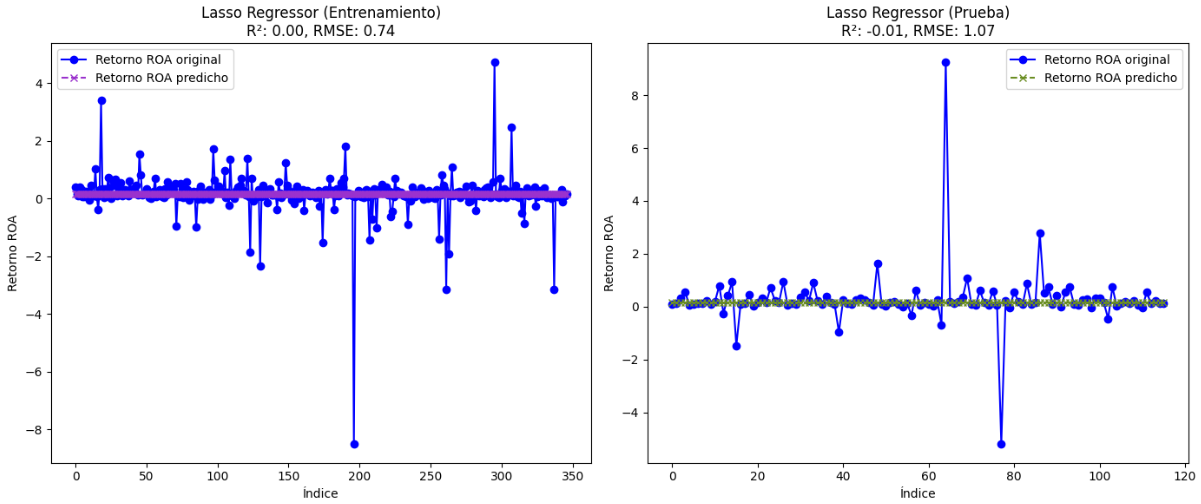 Lasso Regressor (Entrenamiento)
R²: 0.00, RMSE: 0.74
Retorno ROA original
Retorno ROA predicho
Retorno ROA
4
2
0
−2
−4
−6
−8
0
50
100
150
200
250
300
350
Índice
Lasso Regressor (Prueba)
R²: -0.01, RMSE: 1.07
Retorno ROA original
Retorno ROA predicho
Retorno ROA
8
6
4
2
0
−2
−4
0
20
40
60
80
100
120
Índice